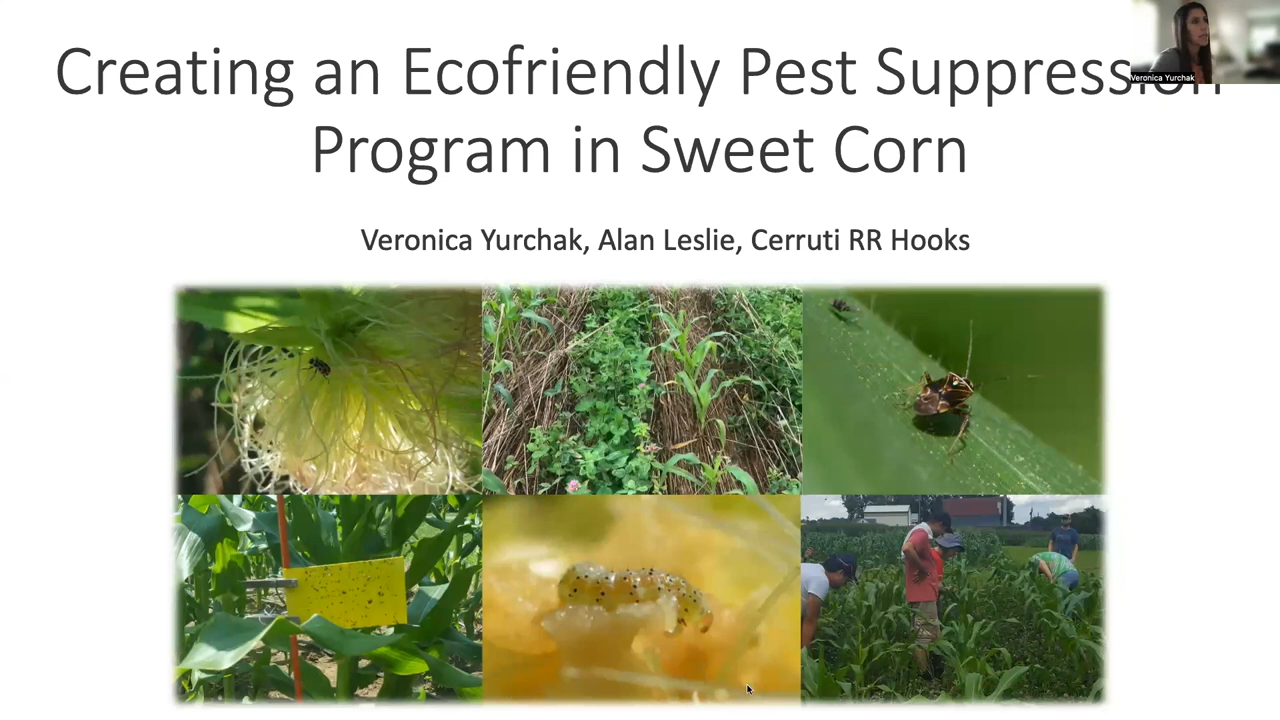 Creating an Ecofriendly Pest Suppression
Program in Sweet Corn
Veronica Yurchak, Alan Leslie, Cerruti RR Hooks
Veronica Yurchak